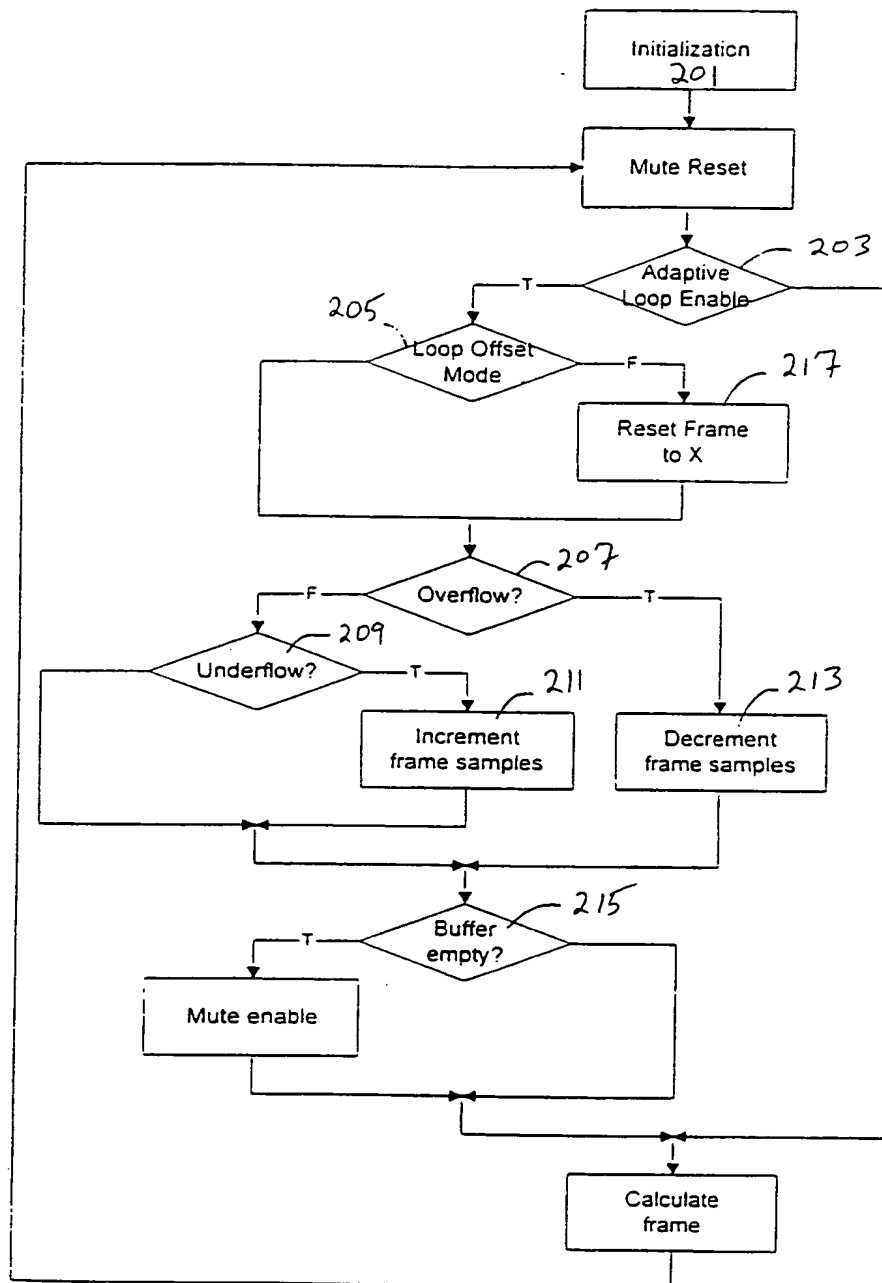 Initialization
201
Mute Reset
203
Adaptive
Loop Enable
T
205
Loop Offset
Mode
F
217
Reset Frame
to X
207
Overflow?
F
T
209
Underflow?
T
211
Increment
frame samples
213
Decrement
frame samples
215
Buffer
empty?
T
Mute enable
Calculate
frame